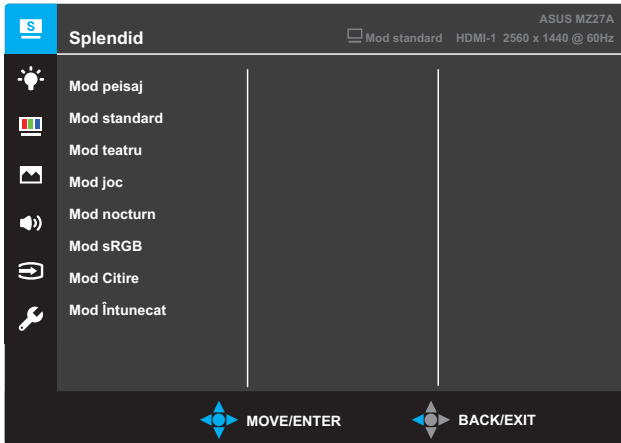 S
ASUS MZ27A
Splendid
Mod standard HDMI-1 2560 x 1440 @ 60Hz
Mod peisaj
Mod standard
Mod teatru
Mod joc
Mod nocturn
Mod sRGB
Mod Citire
Mod Întunecat
MOVE/ENTER BACK/EXIT